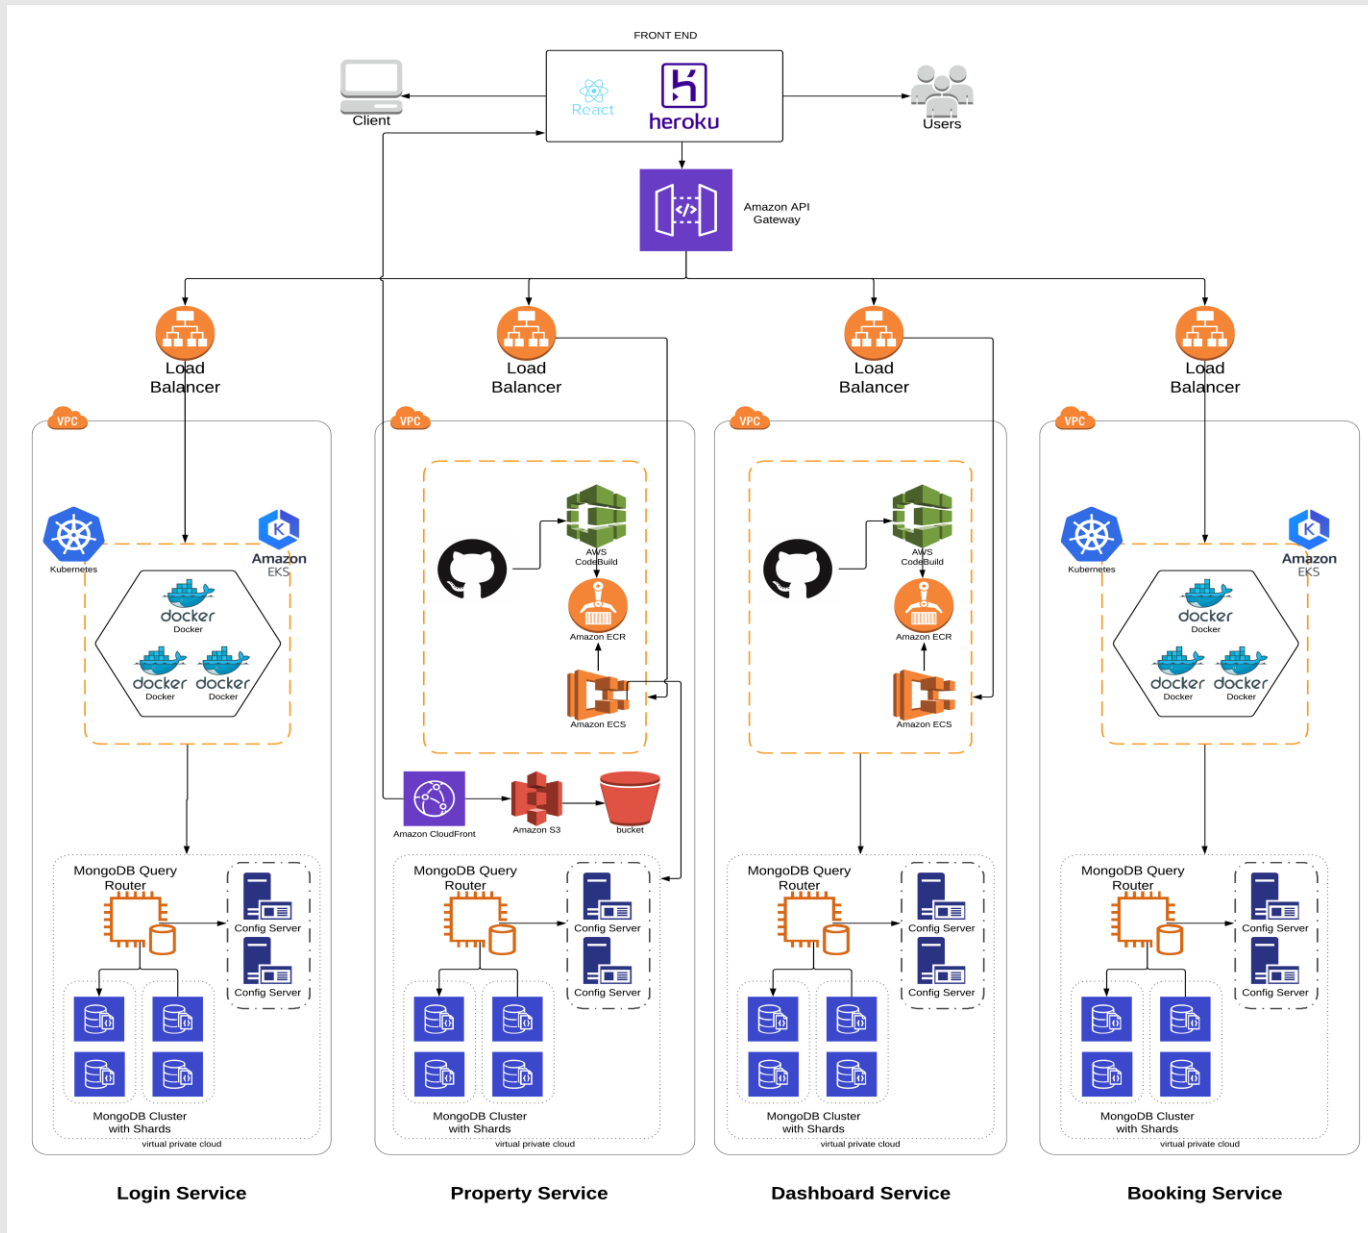 FRONT END
React
heroku
Client
Users
Amazon API
Gateway
Load
Balancer
Load
Balancer
Load
Balancer
Load
Balancer
VPC
VPC
VPC
VPC
Kubernetes
Amazon
EKS
docker
Docker
docker
Docker
docker
Docker
AWS
CodeBuild
Amazon ECR
Amazon ECS
Amazon CloudFront
Amazon S3
bucket
AWS
CodeBuild
Amazon ECR
Amazon ECS
Kubernetes
Amazon
EKS
docker
Docker
docker
Docker
docker
Docker
MongoDB Query
Router
Config Server
Config Server
MongoDB Cluster
with Shards
virtual private cloud
MongoDB Query
Router
Config Server
Config Server
MongoDB Cluster
with Shards
virtual private cloud
MongoDB Query
Router
Config Server
Config Server
MongoDB Cluster
with Shards
virtual private cloud
MongoDB Query
Router
Config Server
Config Server
MongoDB Cluster
with Shards
virtual private cloud
Login Service
Property Service
Dashboard Service
Booking Service